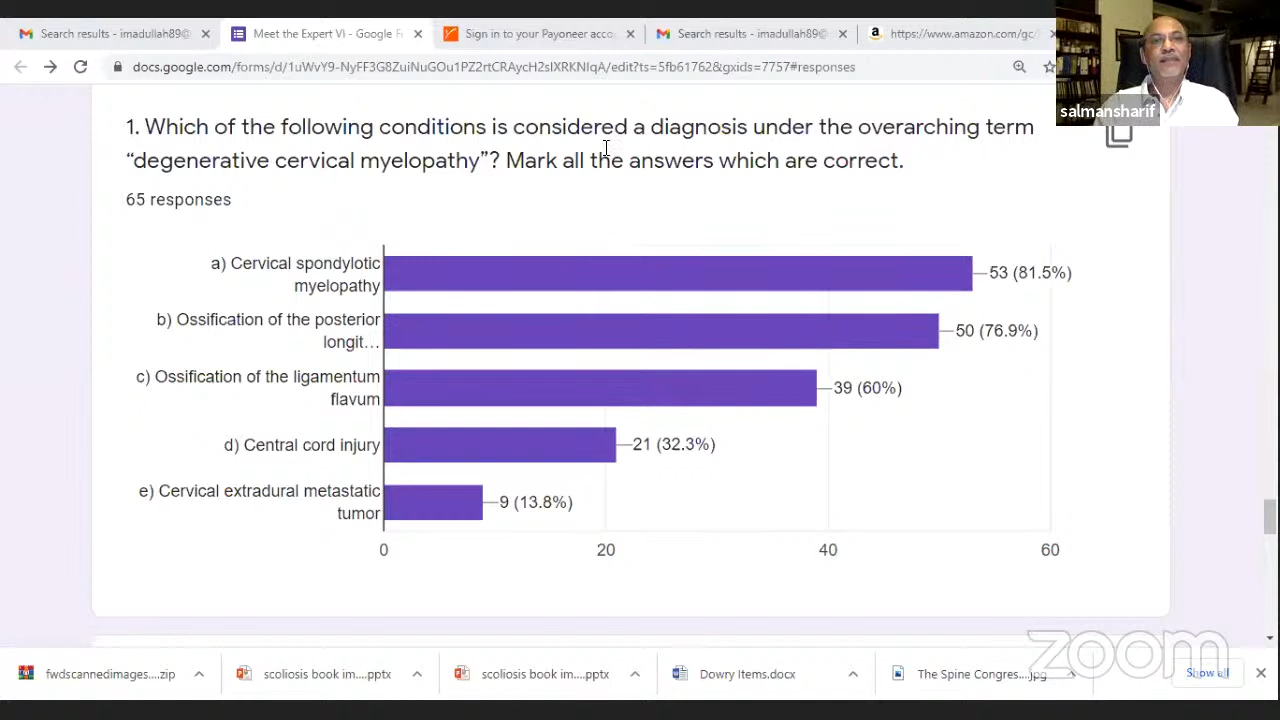 Search results - imadullah89@
Meet the Expert VI - Google F
Sign in to your Payoneer acco
Search results - imadullah89@
https://www.amazon.com/gc/
docs.google.com/forms/d/
/edit?ts=5fb61762&gxids=7757#responses
salmansharif
1. Which of the following conditions is considered a diagnosis under the overarching term
“degenerative cervical myelopathy”? Mark all the answers which are correct.
65 responses
a) Cervical spondylotic
myelopathy
53 (81.5%)
b) Ossification of the posterior
longit…
50 (76.9%)
c) Ossification of the ligamentum
flavum
39 (60%)
d) Central cord injury
21 (32.3%)
e) Cervical extradural metastatic
tumor
9 (13.8%)
0 20 40 60
zoom
fwdscannedimages....zip
scoliosis book im....pptx
scoliosis book im....pptx
Dowry Items.docx
The Spine Congres....jpg
Show all